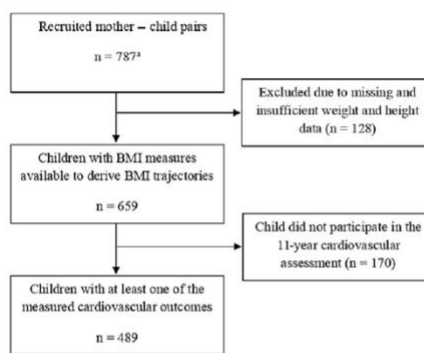 Recruited mother – child pairs
n = 787ª
Excluded due to missing and
insufficient weight and height
data (n = 128)
Children with BMI measures
available to derive BMI trajectories
n = 659
Child did not participate in the
11-year cardiovascular
assessment (n = 170)
Children with at least one of the
measured cardiovascular outcomes
n = 489